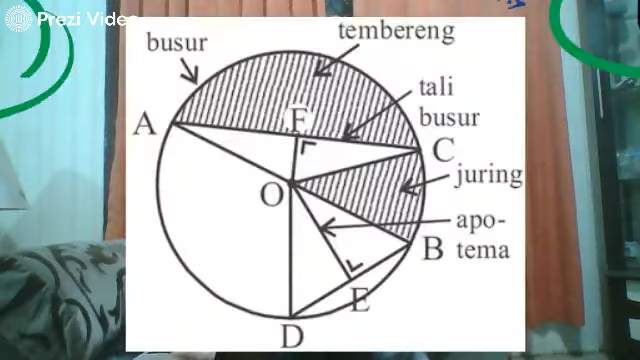 Prezi Video
busur
tembereng
tali
busur
A
F
C
juring
O
apo-
tema
B
E
D